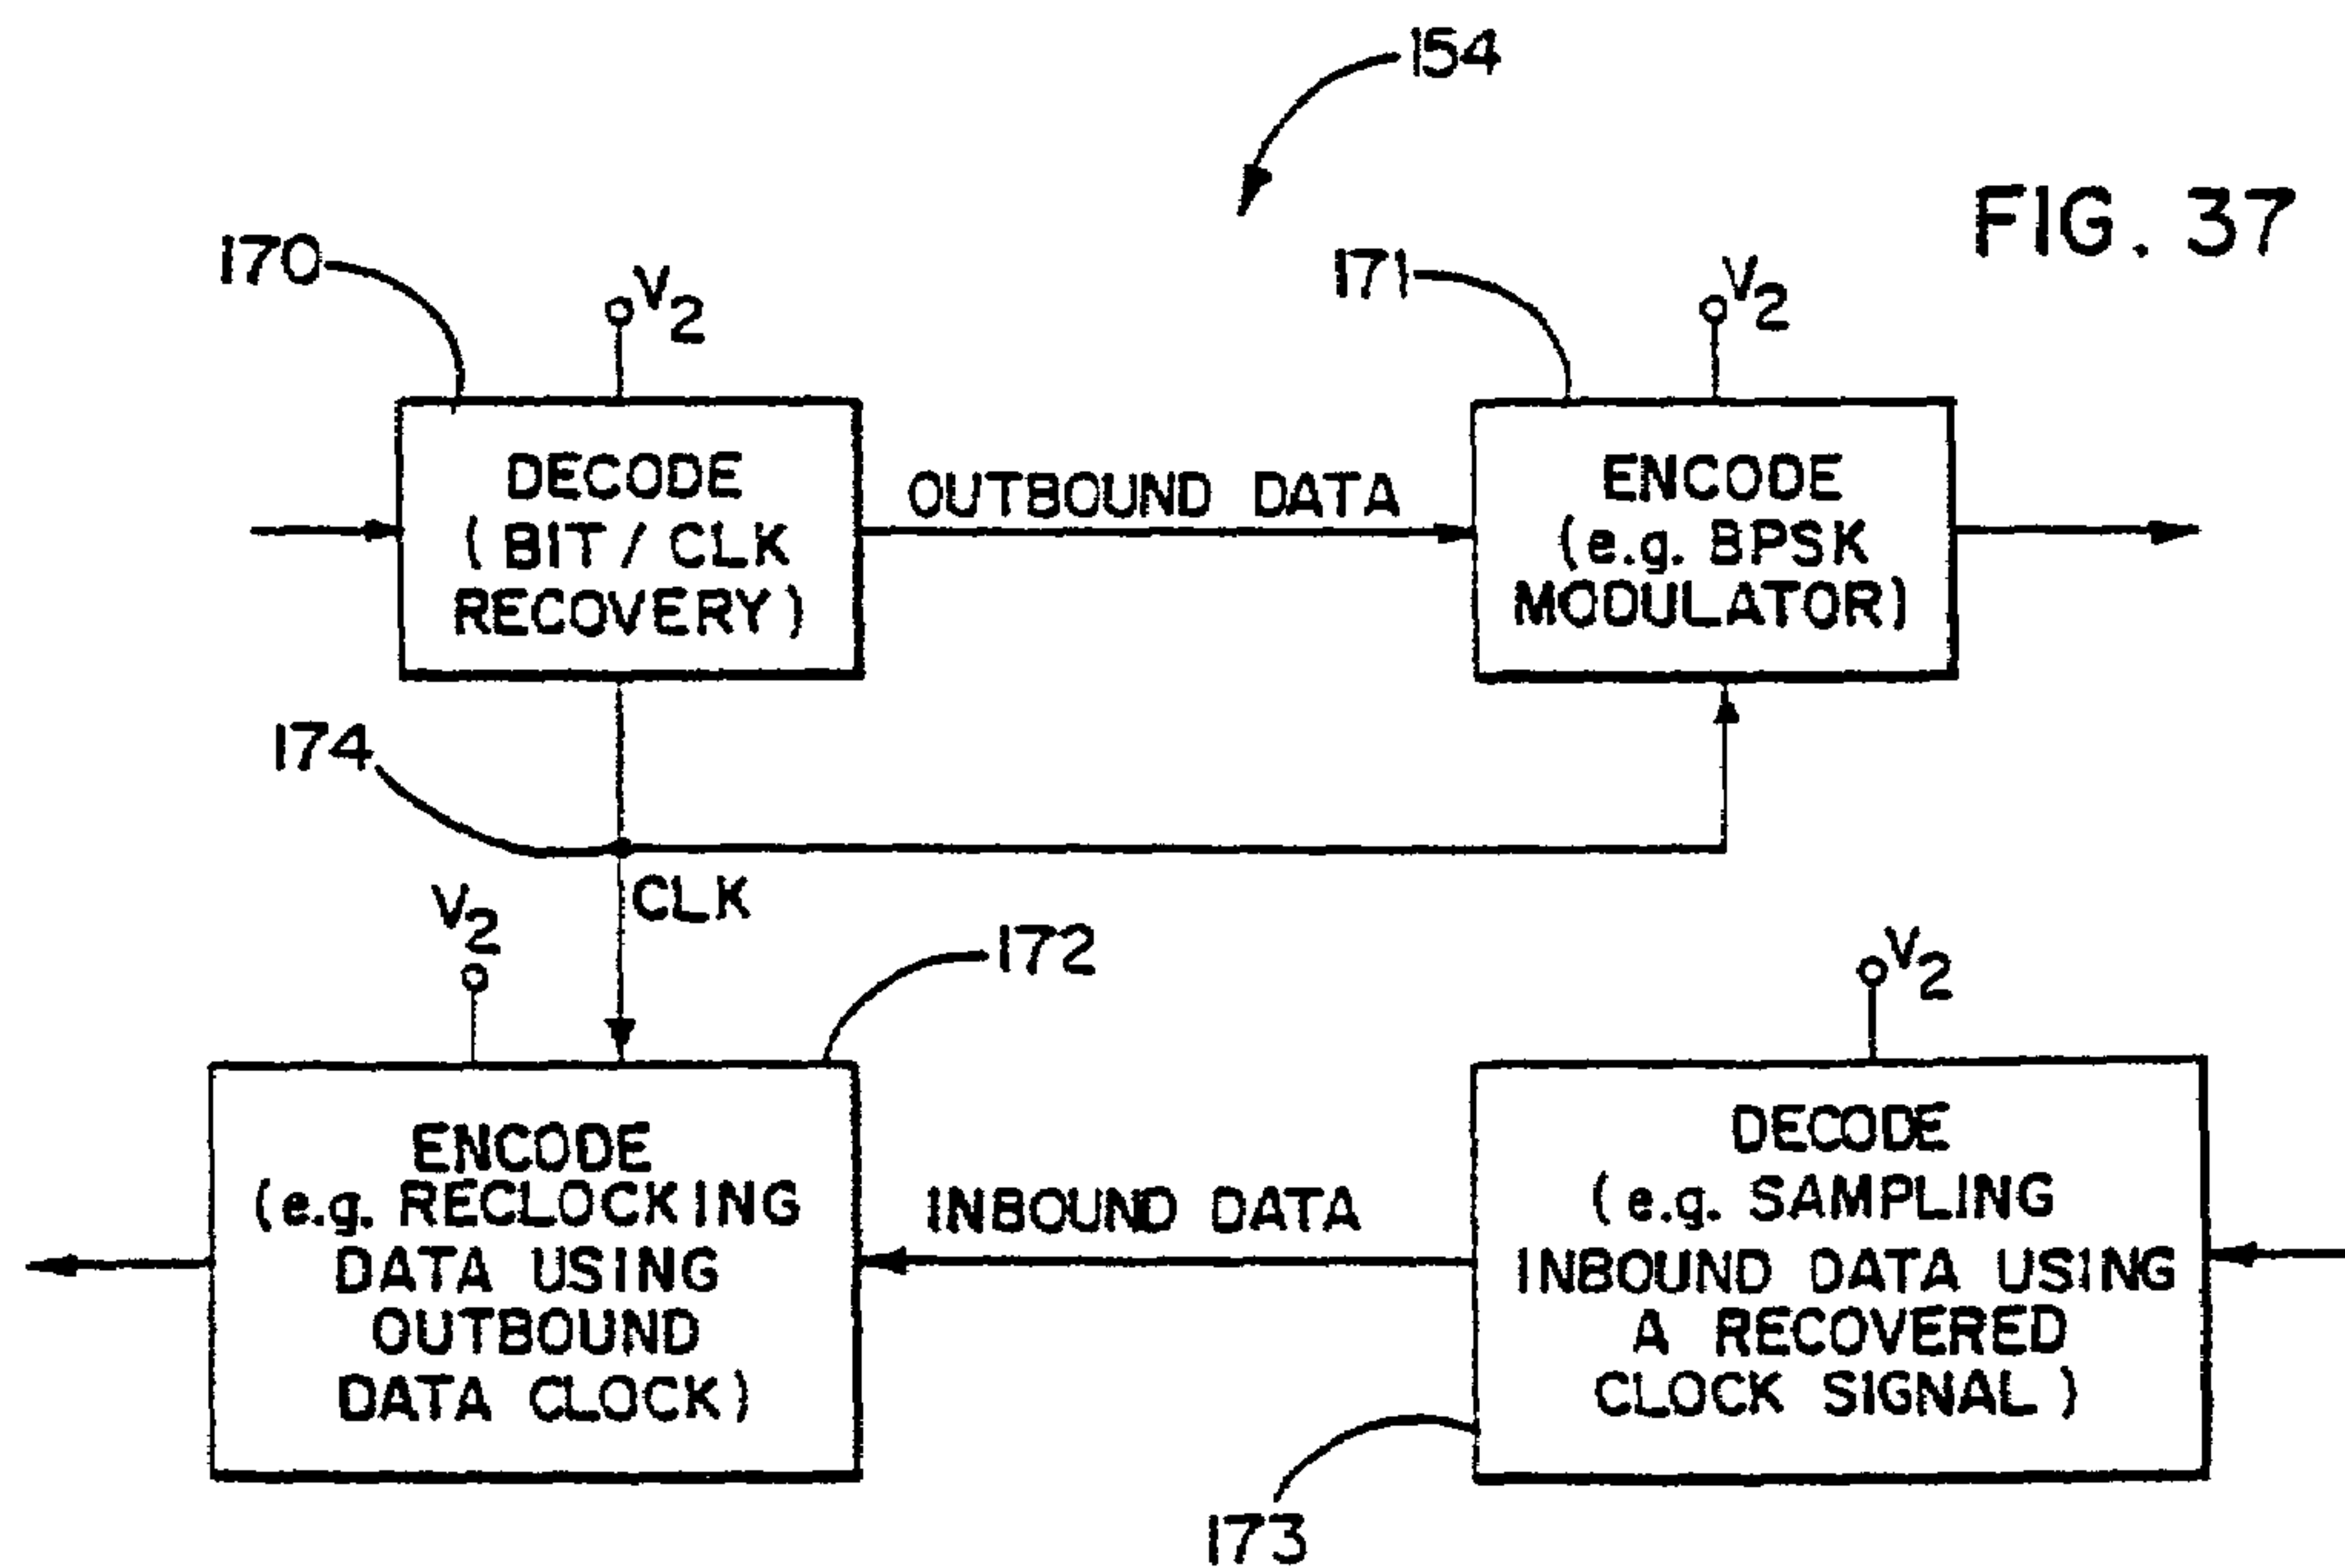 154
FIG. 37
170
V2
171
V2
DECODE
( BIT / CLK
RECOVERY )
OUTBOUND DATA
ENCODE
(e.g. BPSK
MODULATOR)
174
CLK
V2
172
V2
ENCODE
(e.g. RECLOCKING
DATA USING
OUTBOUND
DATA CLOCK)
INBOUND DATA
DECODE
( e.g. SAMPLING
INBOUND DATA USING
A RECOVERED
CLOCK SIGNAL )
173